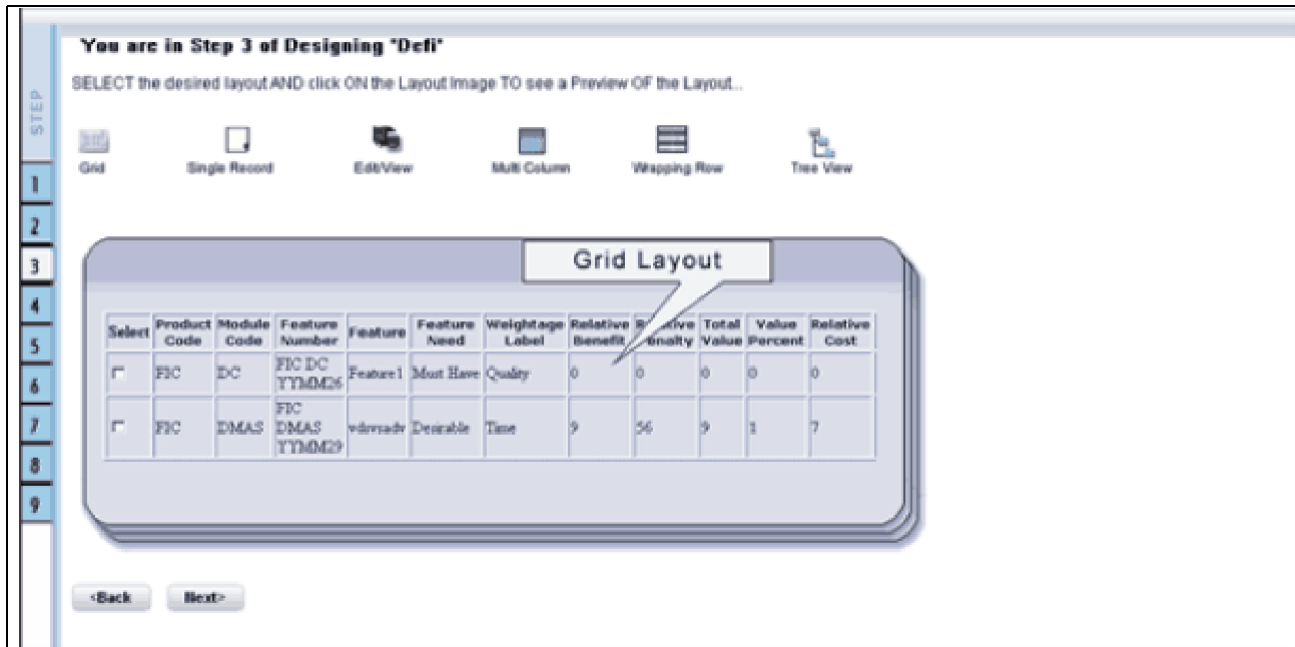 You are in Step 3 of Designing "Defi"
SELECT the desired layout AND click ON the Layout Image TO see a Preview OF the Layout...
STEP
Grid Single Record Edit/View Multi Column Wrapping Row Tree View
1
2
3
4
5
6
7
8
9
Grid Layout
Select Product Code Module Code Feature Number Feature Feature Need Weightage Label Relative Benefit Total Value Value Percent Relative Cost
FIC DC FIC DC YYMM26 Feature1 Must Have Quality 0 0 0 0 0
FIC DMAS FIC DMAS YYMM29 Desirable Time 9 56 9 1 7
<Back Next>